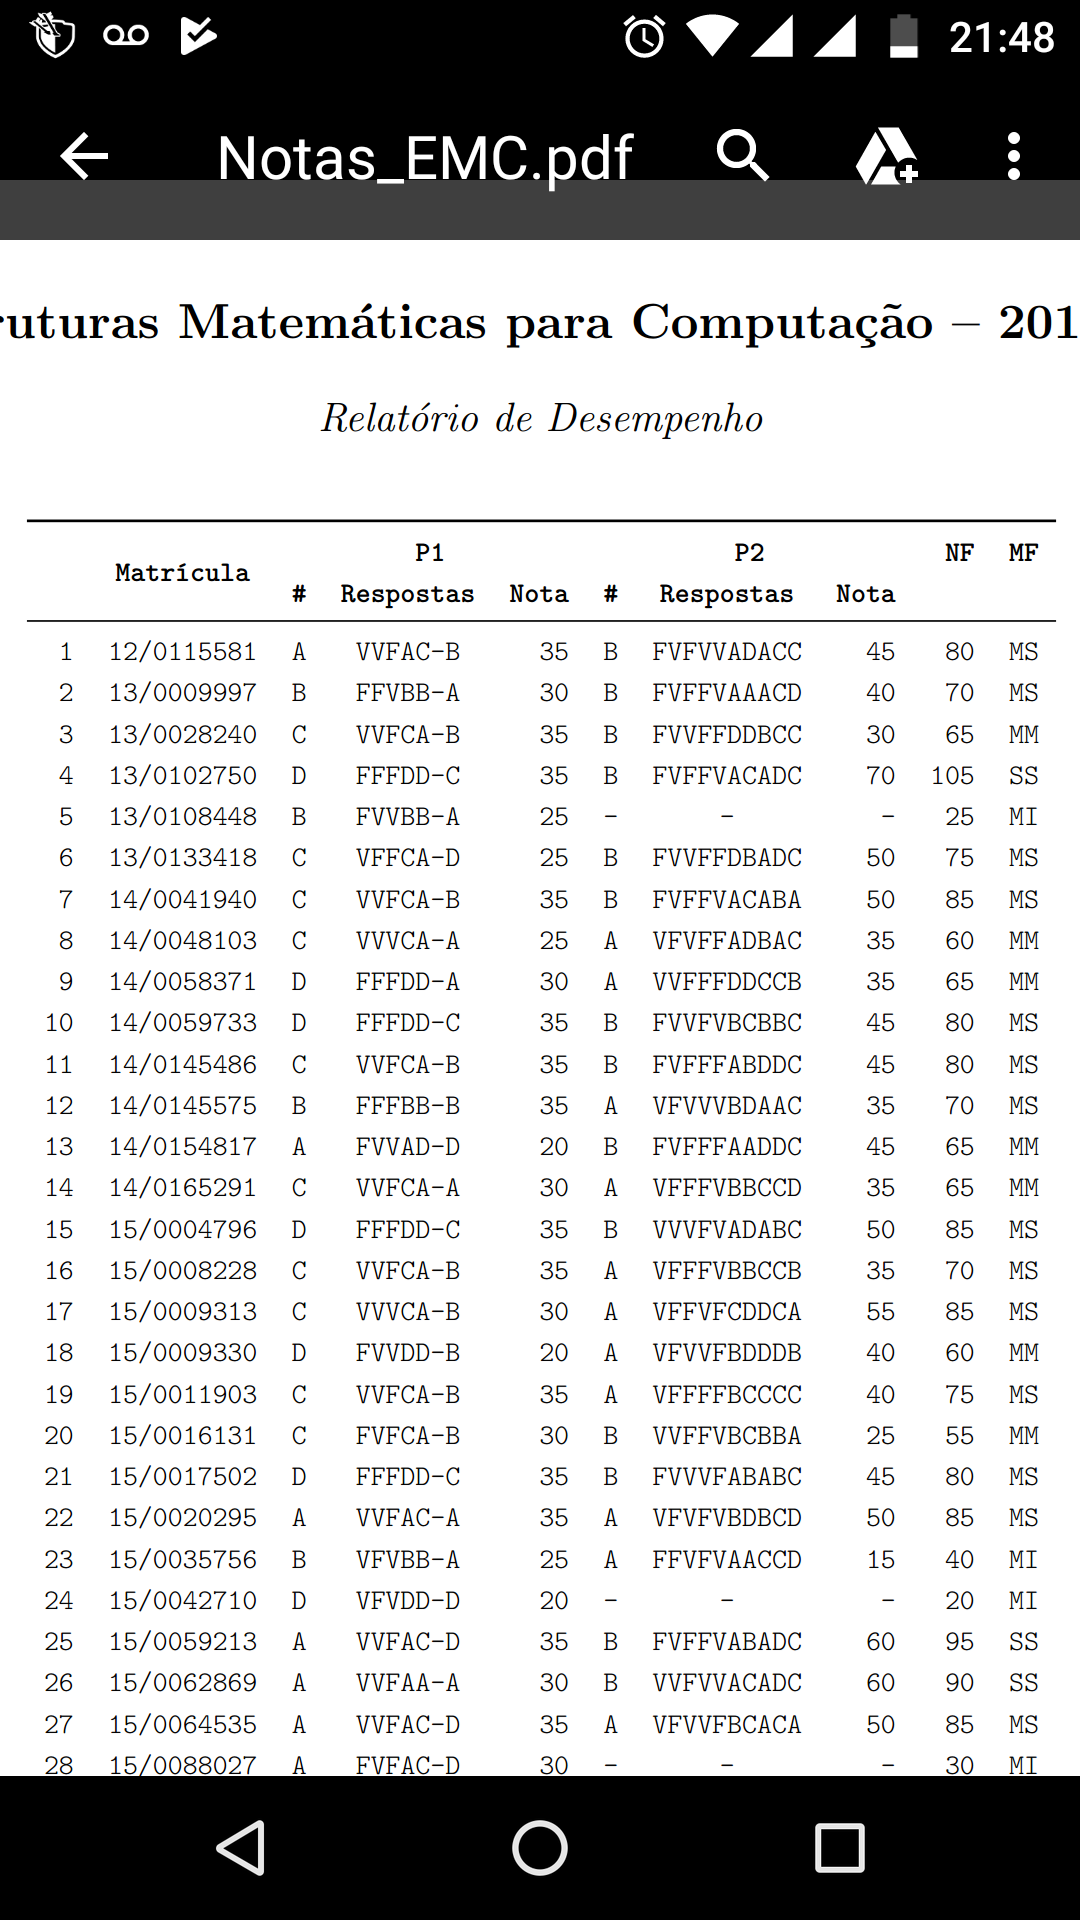 21:48
Notas_EMC.pdf
ruturas Matemáticas para Computação – 201
Relatório de Desempenho
P1 P2 NF MF
Matrícula
# Respostas Nota # Respostas Nota
1 12/0115581 A VVFAC-B 35 B FVFVVADACC 45 80 MS
2 13/0009997 B FFVBB-A 30 B FVFFVAAACD 40 70 MS
3 13/0028240 C VVFCA-B 35 B FVVFFDDBCC 30 65 MM
4 13/0102750 D FFFDD-C 35 B FVFFVACADC 70 105 SS
5 13/0108448 B FVVBB-A 25 - - - 25 MI
6 13/0133418 C VFFCA-D 25 B FVVFFDBADC 50 75 MS
7 14/0041940 C VVFCA-B 35 B FVFFVACABA 50 85 MS
8 14/0048103 C VVVCA-A 25 A VFVFFADBAC 35 60 MM
9 14/0058371 D FFFDD-A 30 A VVFFFDDCCB 35 65 MM
10 14/0059733 D FFFDD-C 35 B FVVFVBCBBC 45 80 MS
11 14/0145486 C VVFCA-B 35 B FVFFFABDDC 45 80 MS
12 14/0145575 B FFFBB-B 35 A VFVVVBDAAC 35 70 MS
13 14/0154817 A FVVAD-D 20 B FVFFFAADDC 45 65 MM
14 14/0165291 C VVFCA-A 30 A VFFFVBBCCD 35 65 MM
15 15/0004796 D FFFDD-C 35 B VVVFVADABC 50 85 MS
16 15/0008228 C VVFCA-B 35 A VFFFVBBCCB 35 70 MS
17 15/0009313 C VVVCA-B 30 A VFFVFCDDCA 55 85 MS
18 15/0009330 D FVVDD-B 20 A VFVVFBDDDB 40 60 MM
19 15/0011903 C VVFCA-B 35 A VFFFFBCCCC 40 75 MS
20 15/0016131 C FVFCA-B 30 B VVFFVBCBBA 25 55 MM
21 15/0017502 D FFFDD-C 35 B FVVVFABABC 45 80 MS
22 15/0020295 A VVFAC-A 35 A VFVFVBDBCD 50 85 MS
23 15/0035756 B VFVBB-A 25 A FFVFVAACCD 15 40 MI
24 15/0042710 D VFVDD-D 20 - - - 20 MI
25 15/0059213 A VVFAC-D 35 B FVFFVABADC 60 95 SS
26 15/0062869 A VVFAA-A 30 B VVFVVACADC 60 90 SS
27 15/0064535 A VVFAC-D 35 A VFVVFBCACA 50 85 MS
28 15/0088027 A FVFAC-D 30 - - - 30 MI